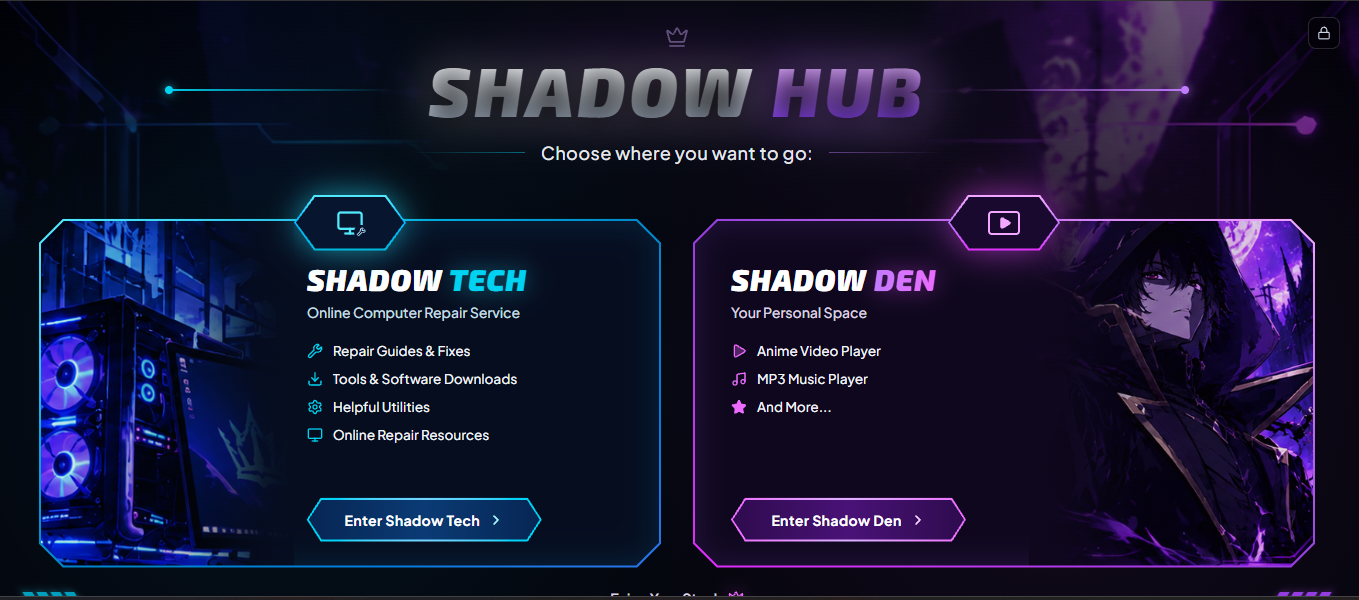 SHADOW HUB
Choose where you want to go:
SHADOW TECH
Online Computer Repair Service
Repair Guides & Fixes
Tools & Software Downloads
Helpful Utilities
Online Repair Resources
Enter Shadow Tech
SHADOW DEN
Your Personal Space
Anime Video Player
MP3 Music Player
And More...
Enter Shadow Den